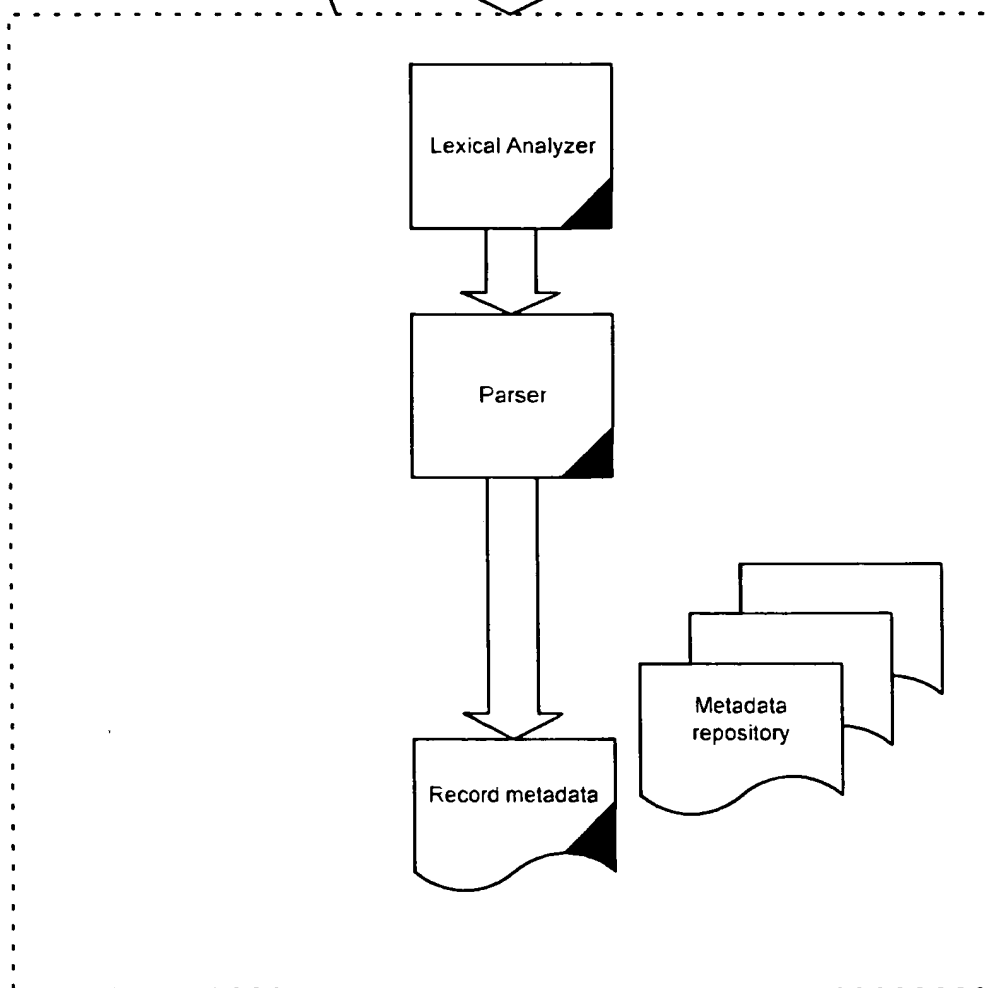 Lexical Analyzer
Parser
Metadata
repository
Record metadata